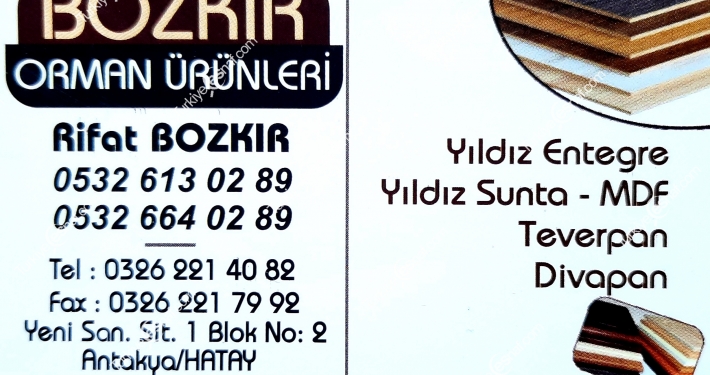 BOZKIR
ORMAN ÜRÜNLERİ
Rifat BOZKIR
0532 613 02 89
0532 664 02 89
Tel : 0326 221 40 82
Fax : 0326 221 79 92
Yeni San. Sit. 1 Blok No: 2
Antakya/HATAY
Yıldız Entegre
Yıldız Sunta - MDF
Teverpan
Divapan